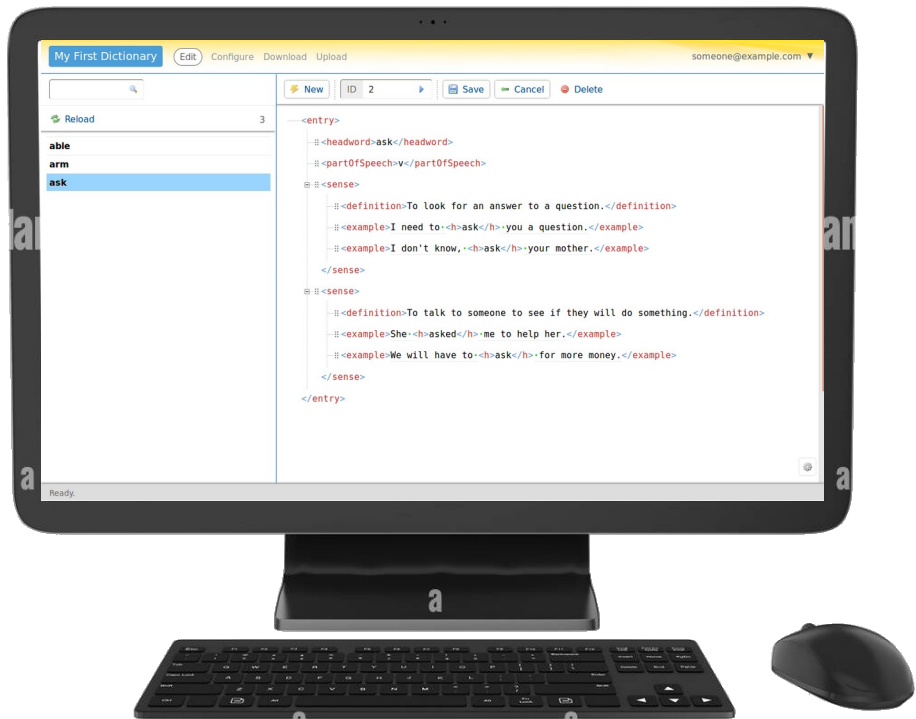 My First Dictionary Edit Configure Download Upload someone@example.com ▼
New ID 2 Save Cancel Delete
Reload 3
able
arm
ask
<entry>
<headword>ask</headword>
<partOfSpeech>v</partOfSpeech>
<sense>
<definition>To look for an answer to a question.</definition>
<example>I need to·<h>ask</h>·you a question.</example>
<example>I don't know,·<h>ask</h>·your mother.</example>
</sense>
<sense>
<definition>To talk to someone to see if they will do something.</definition>
<example>She·<h>asked</h>·me to help her.</example>
<example>We will have to·<h>ask</h>·for more money.</example>
</sense>
</entry>
Ready.
a
a
a